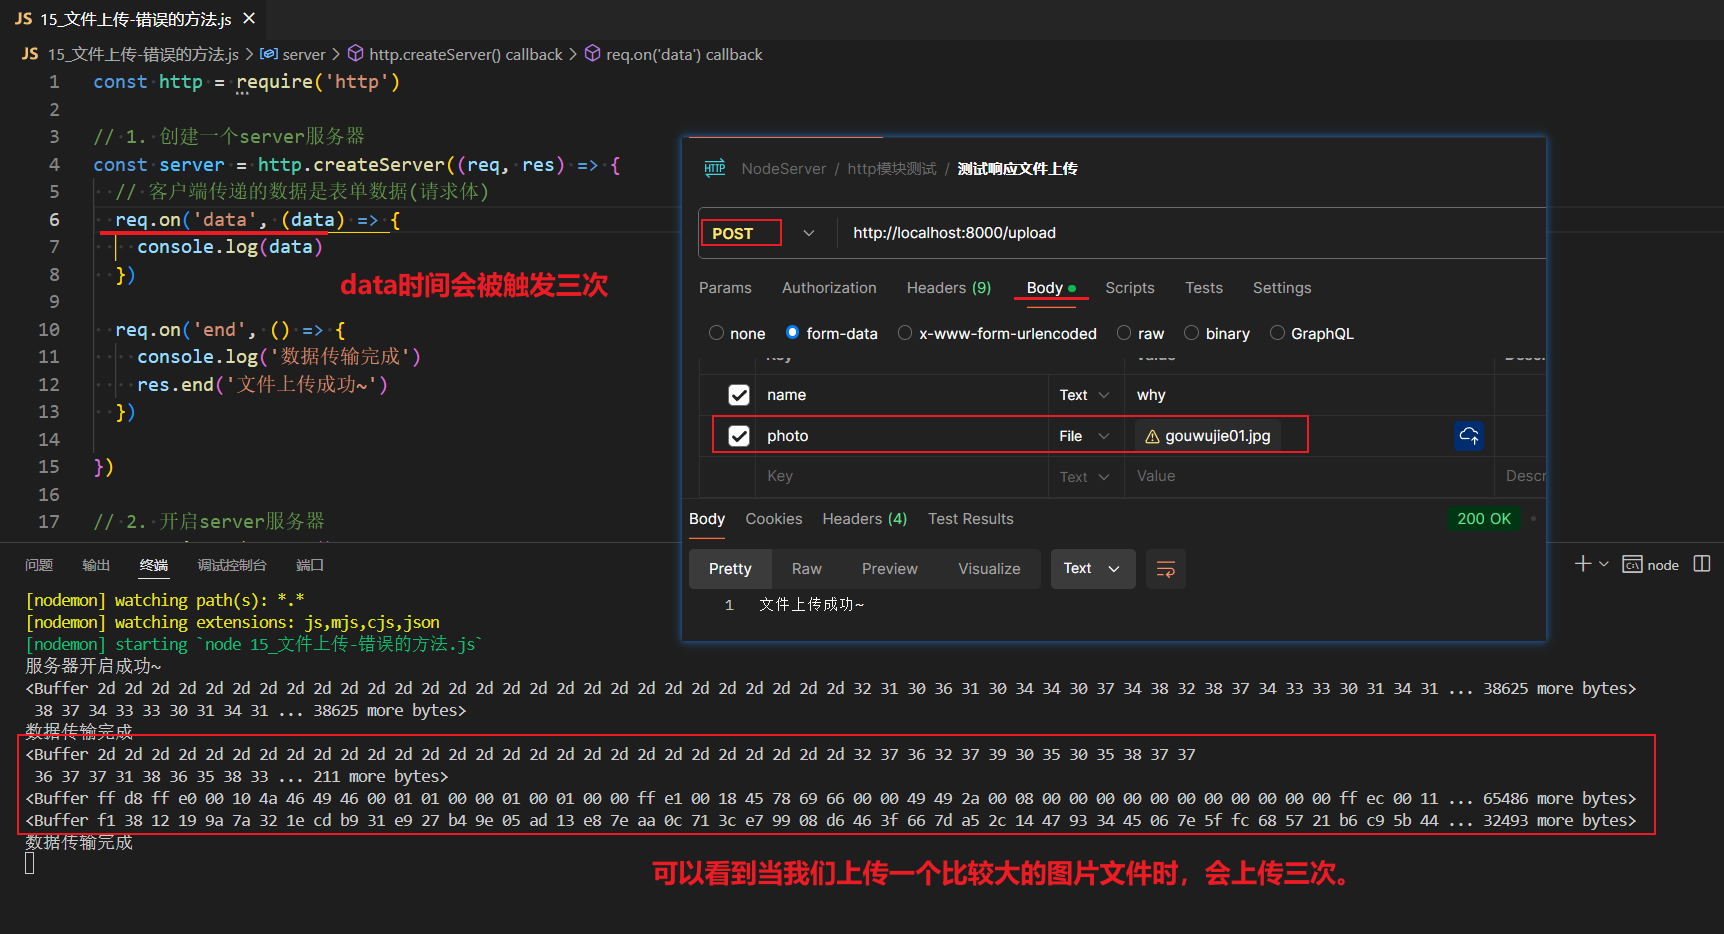 JS 15_文件上传-错误的方法.js ×
JS 15_文件上传-错误的方法.js > server > http.createServer() callback > req.on('data') callback
1 const http = require('http')
2
3 // 1. 创建一个server服务器
4 const server = http.createServer((req, res) => {
5 // 客户端传递的数据是表单数据(请求体)
6 req.on('data', (data) => {
7 console.log(data)
8 })
data时间会被触发三次
9
10 req.on('end', () => {
11 console.log('数据传输完成')
12 res.end('文件上传成功~')
13 })
14
15 })
16
17 // 2. 开启server服务器
HTTP NodeServer / http模块测试 / 测试响应文件上传
POST http://localhost:8000/upload
Params Authorization Headers (9) Body Scripts Tests Settings
none form-data x-www-form-urlencoded raw binary GraphQL
Key Value Descr
name Text why
photo File gouwujie01.jpg
Key Text Value Descr
Body Cookies Headers (4) Test Results 200 OK
Pretty Raw Preview Visualize Text
1 文件上传成功~
问题 输出 终端 调试控制台 端口 node
[nodemon] watching path(s): *.*
[nodemon] watching extensions: js,mjs,cjs,json
[nodemon] starting `node 15_文件上传-错误的方法.js`
服务器开启成功~
<Buffer 2d 2d 2d 2d 2d 2d 2d 2d 2d 2d 2d 2d 2d 2d 2d 2d 2d 2d 2d 2d 2d 2d 2d 2d 2d 2d 2d 2d 32 31 30 36 31 30 34 34 30 37 34 38 32 38 37 34 33 33 30 31 34 31 ... 38625 more bytes>
38 37 34 33 33 30 31 34 31 ... 38625 more bytes>
数据传输完成
<Buffer 2d 2d 2d 2d 2d 2d 2d 2d 2d 2d 2d 2d 2d 2d 2d 2d 2d 2d 2d 2d 2d 2d 2d 2d 2d 2d 2d 2d 32 37 36 32 37 39 30 35 30 35 38 37 37
36 37 37 31 38 36 35 38 33 ... 211 more bytes>
<Buffer ff d8 ff e0 00 10 4a 46 49 46 00 01 01 00 00 01 00 01 00 00 ff e1 00 18 45 78 69 66 00 00 49 49 2a 00 08 00 00 00 00 00 00 00 00 00 00 00 ff ec 00 11 ... 65486 more bytes>
<Buffer f1 38 12 19 9a 7a 32 1e cd b9 31 e9 27 b4 9e 05 ad 13 e8 7e aa 0c 71 3c e7 99 08 d6 46 3f 66 7d a5 2c 14 47 93 34 45 06 7e 5f fc 68 57 21 b6 c9 5b 44 ... 32493 more bytes>
数据传输完成
可以看到当我们上传一个比较大的图片文件时，会上传三次。